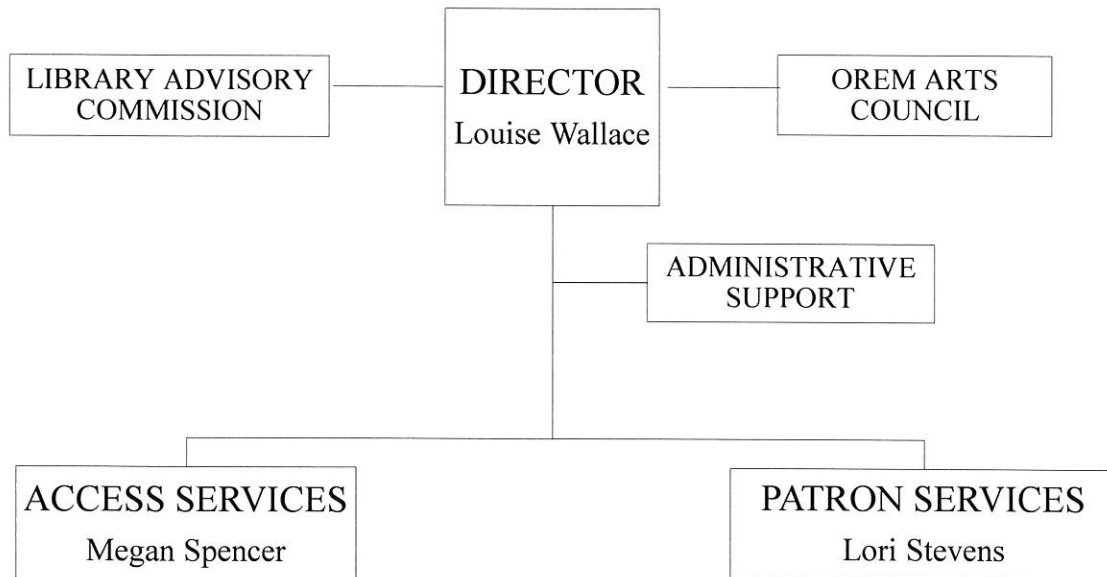 LIBRARY ADVISORY
COMMISSION
DIRECTOR
Louise Wallace
OREM ARTS
COUNCIL
ADMINISTRATIVE
SUPPORT
ACCESS SERVICES
Megan Spencer
PATRON SERVICES
Lori Stevens